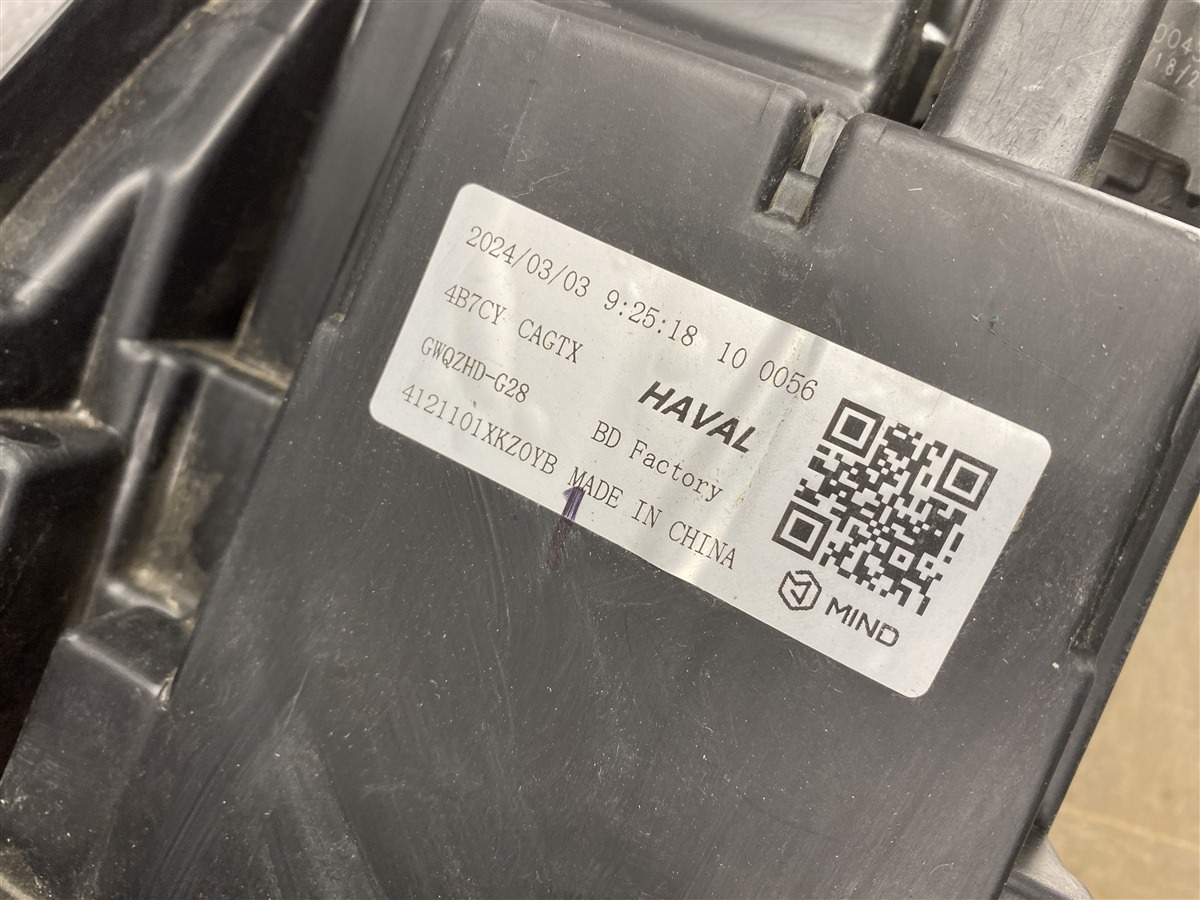 2024/03/03 9:25:18 10 0056
4B7CY CAGTX
GWQZHD-G28
HAVAL
BD Factory
4121101XKZ0YB MADE IN CHINA
MIND